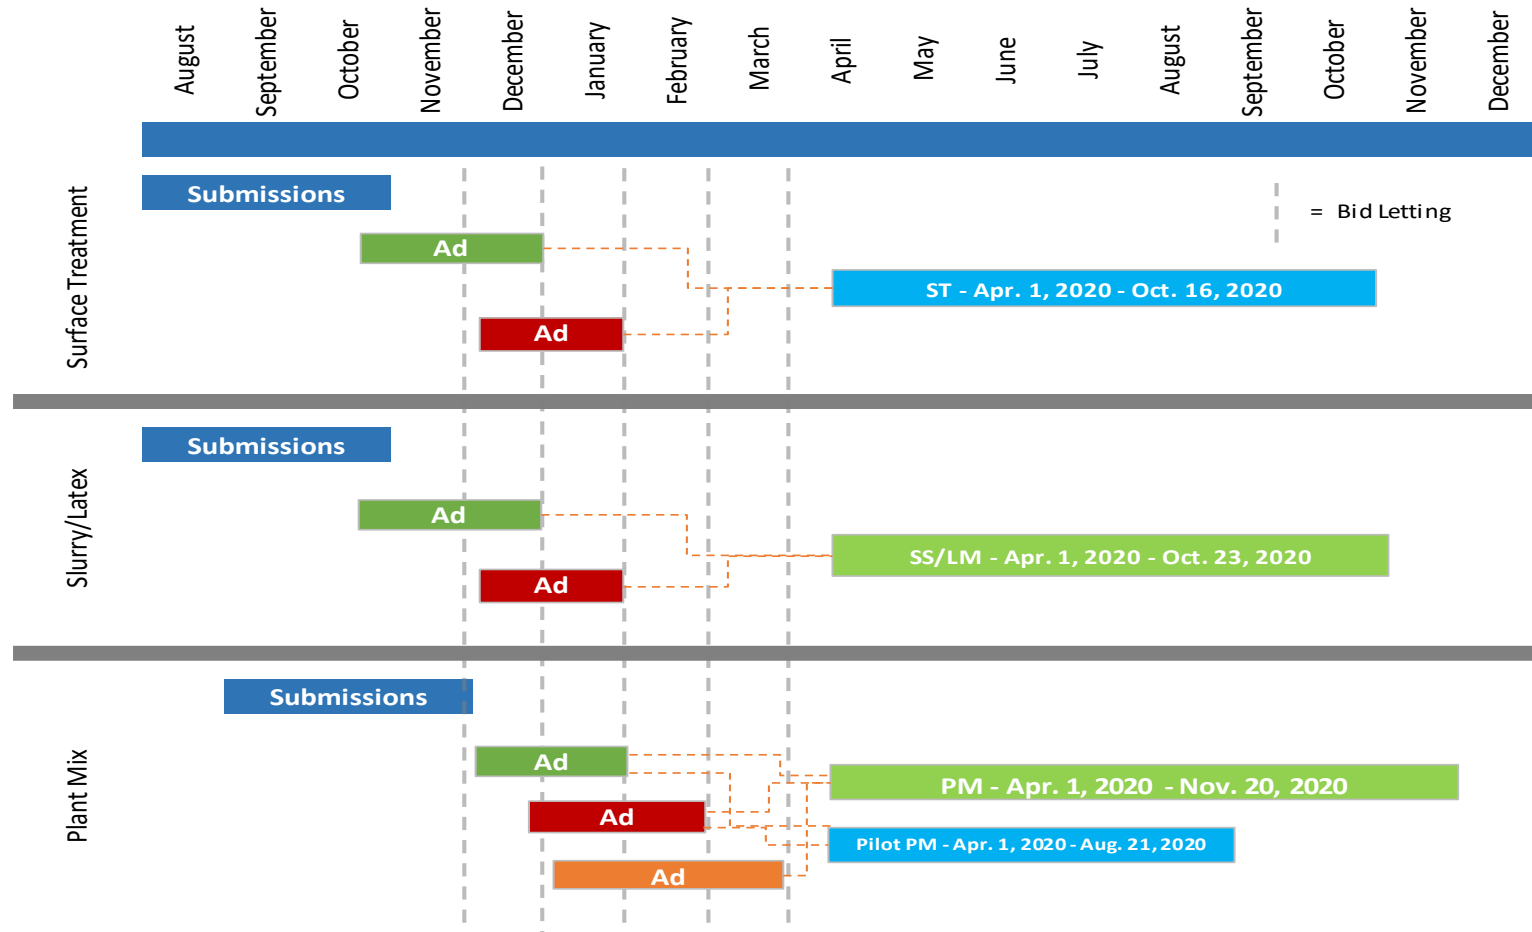 August
September
October
November
December
January
February
March
April
May
June
July
August
September
October
November
December
Surface Treatment
Submissions
= Bid Letting
Ad
ST - Apr. 1, 2020 - Oct. 16, 2020
Ad
Slurry/Latex
Submissions
Ad
SS/LM - Apr. 1, 2020 - Oct. 23, 2020
Ad
Plant Mix
Submissions
Ad
PM - Apr. 1, 2020 - Nov. 20, 2020
Ad
Pilot PM - Apr. 1, 2020 - Aug. 21, 2020
Ad